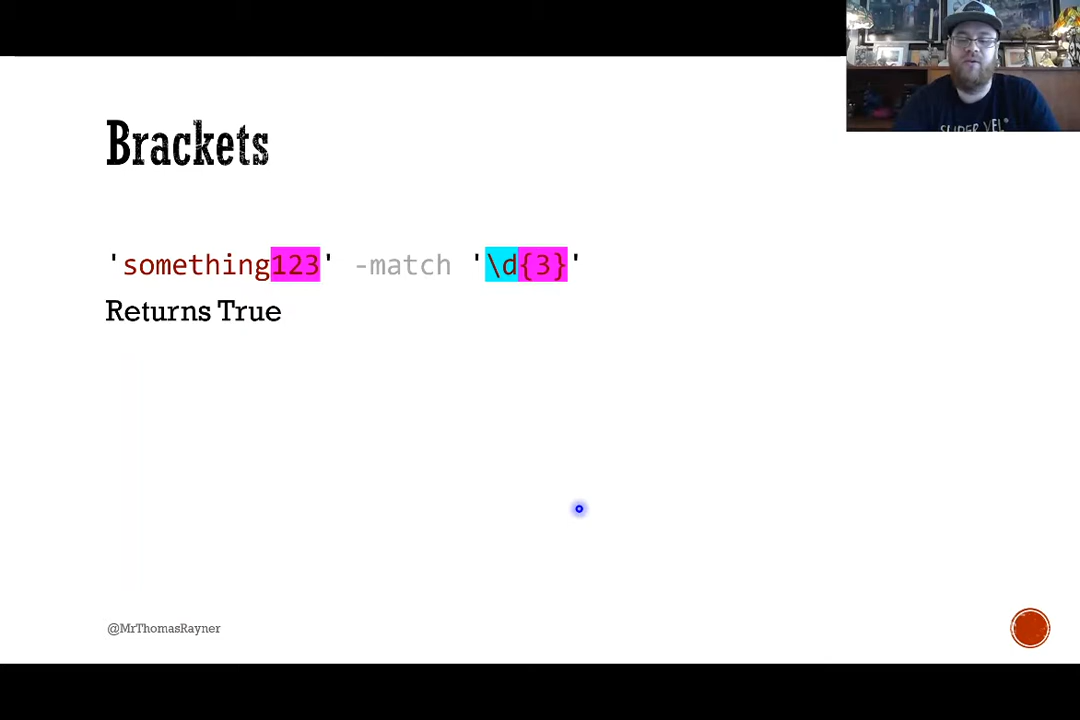 Brackets
'something123' -match '\d{3}'
Returns True
@MrThomasRayner